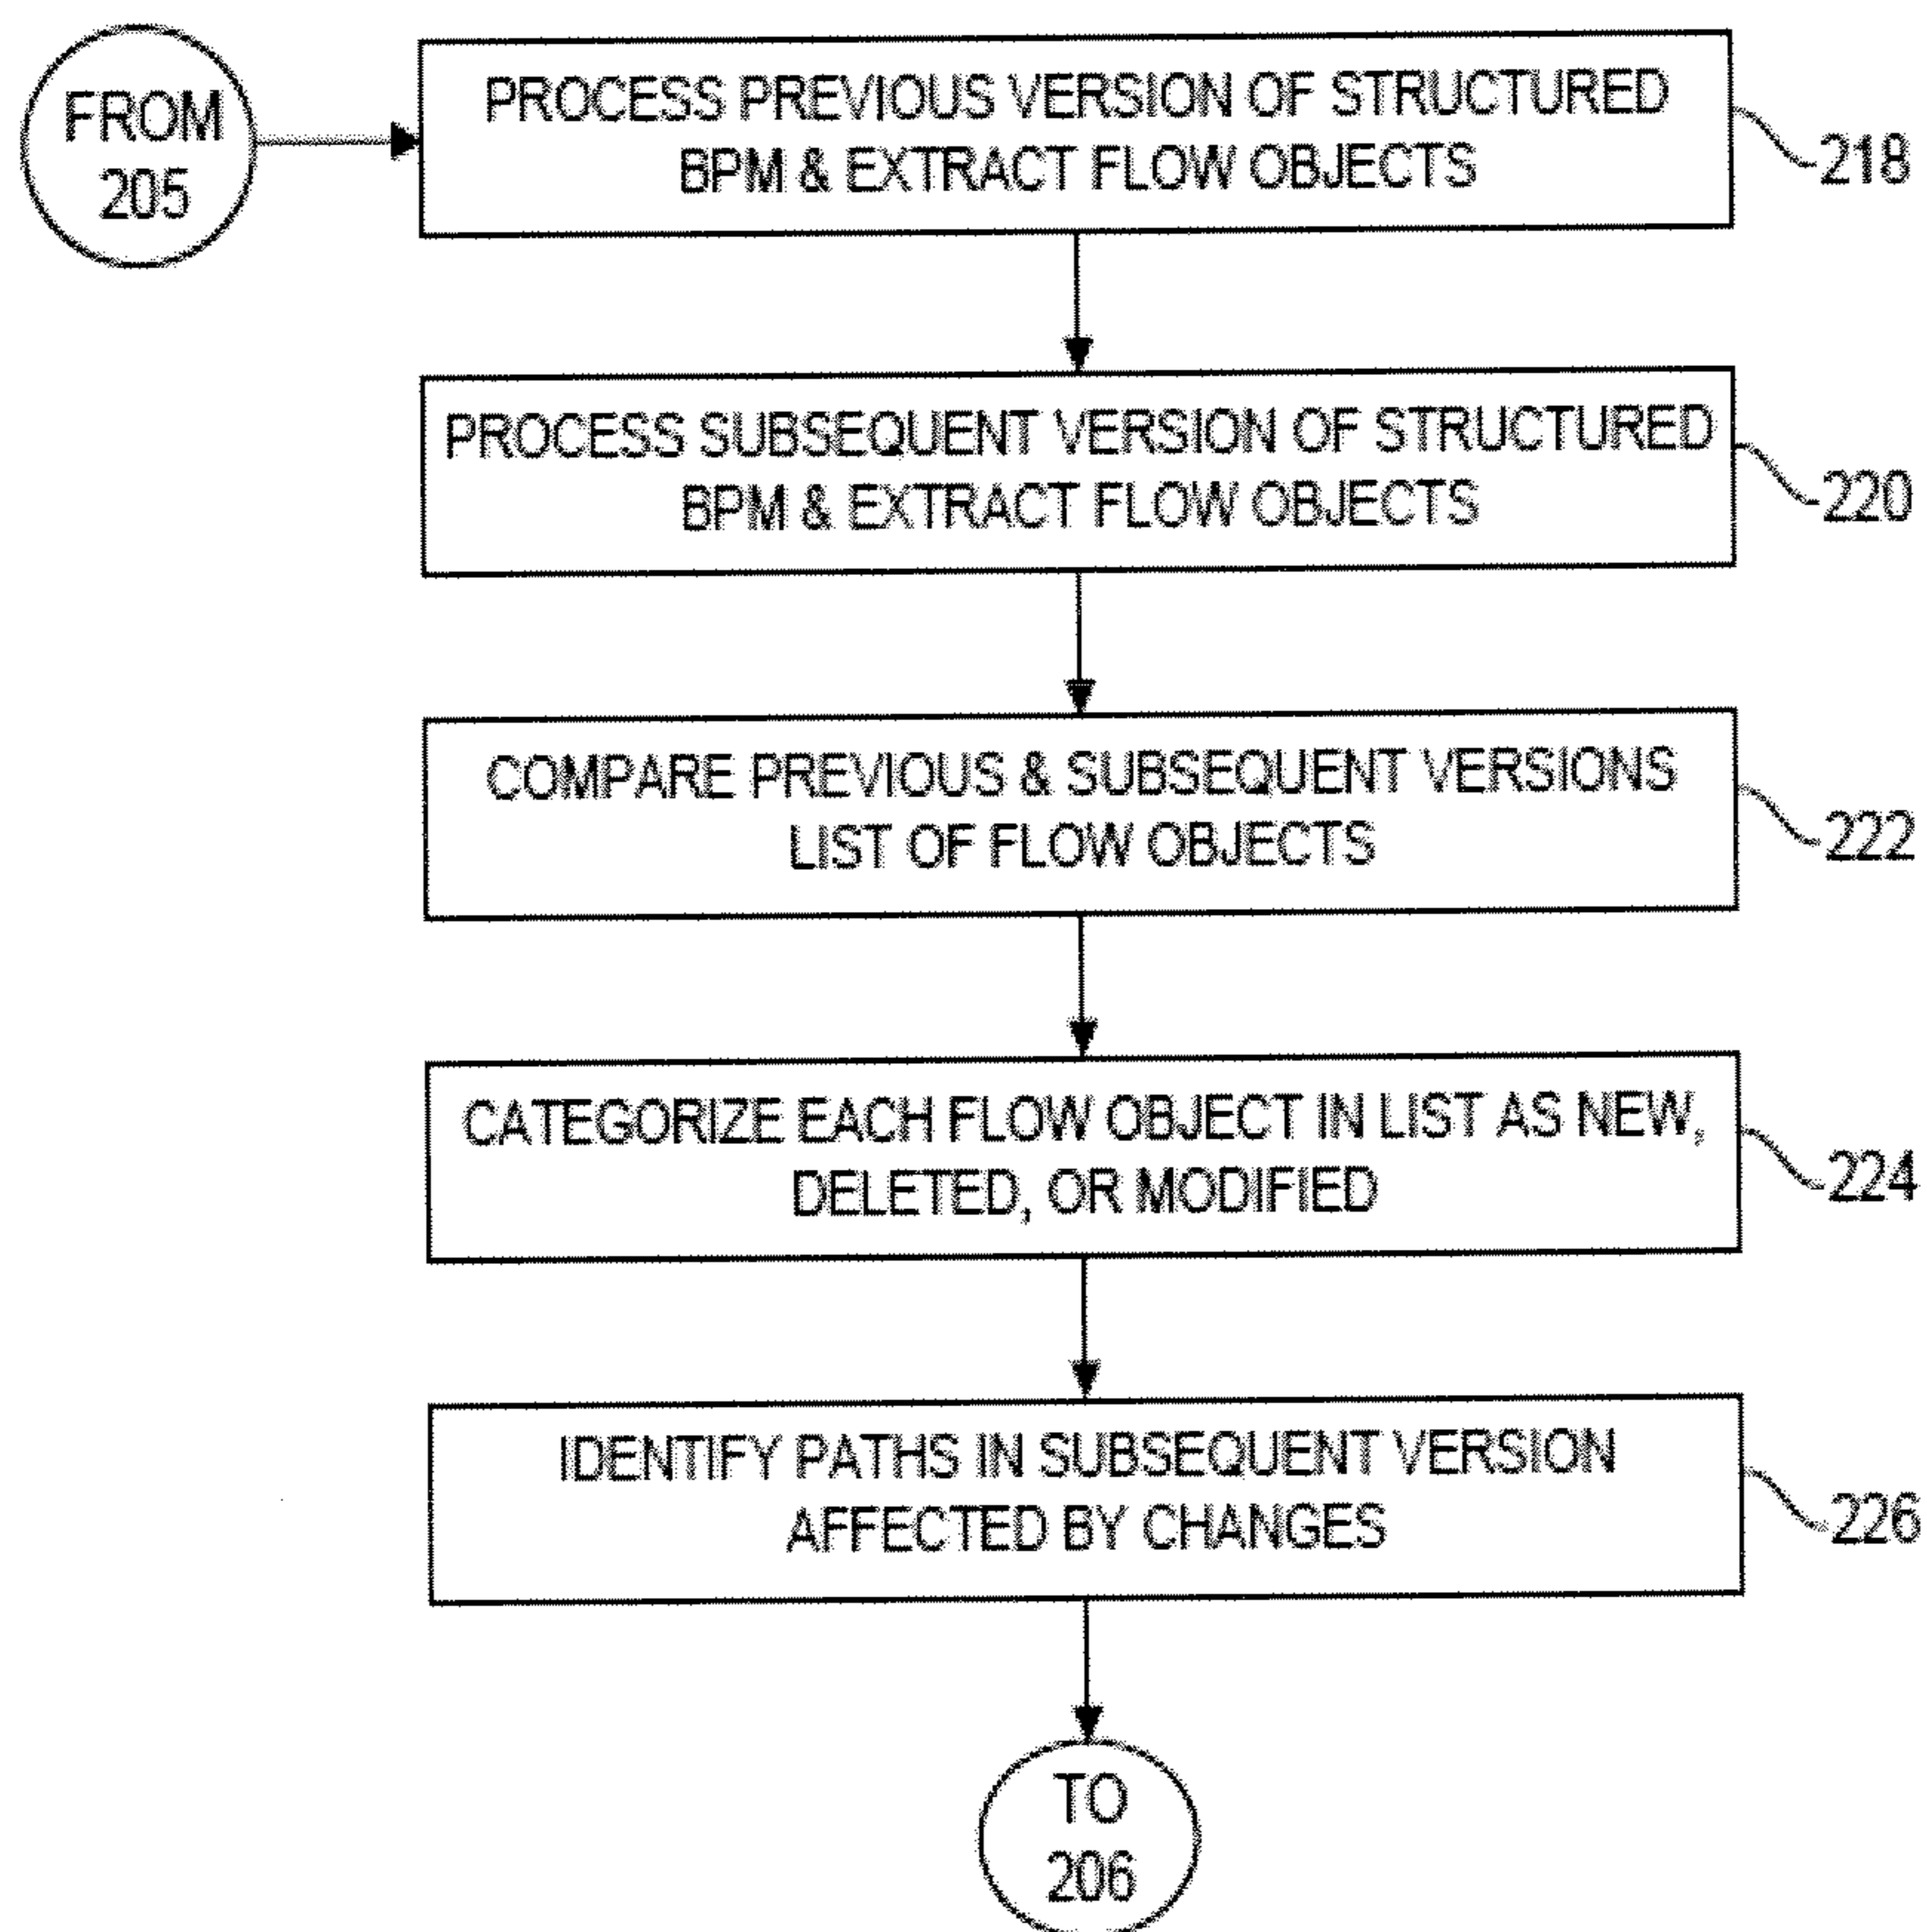 FROM
205
PROCESS PREVIOUS VERSION OF STRUCTURED
BPM & EXTRACT FLOW OBJECTS
218
PROCESS SUBSEQUENT VERSION OF STRUCTURED
BPM & EXTRACT FLOW OBJECTS
220
COMPARE PREVIOUS & SUBSEQUENT VERSIONS
LIST OF FLOW OBJECTS
222
CATEGORIZE EACH FLOW OBJECT IN LIST AS NEW,
DELETED, OR MODIFIED
224
IDENTIFY PATHS IN SUBSEQUENT VERSION
AFFECTED BY CHANGES
226
TO
206